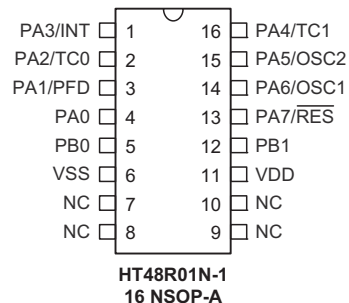 PA3/INT 1 16 PA4/TC1
PA2/TC0 2 15 PA5/OSC2
PA1/PFD 3 14 PA6/OSC1
PA0 4 13 PA7/R̅E̅S̅
PB0 5 12 PB1
VSS 6 11 VDD
NC 7 10 NC
NC 8 9 NC
HT48R01N-1
16 NSOP-A